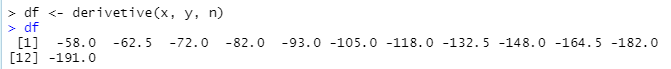 > df <- derivetive(x, y, n)
> df
[1] -58.0 -62.5 -72.0 -82.0 -93.0 -105.0 -118.0 -132.5 -148.0 -164.5 -182.0
[12] -191.0